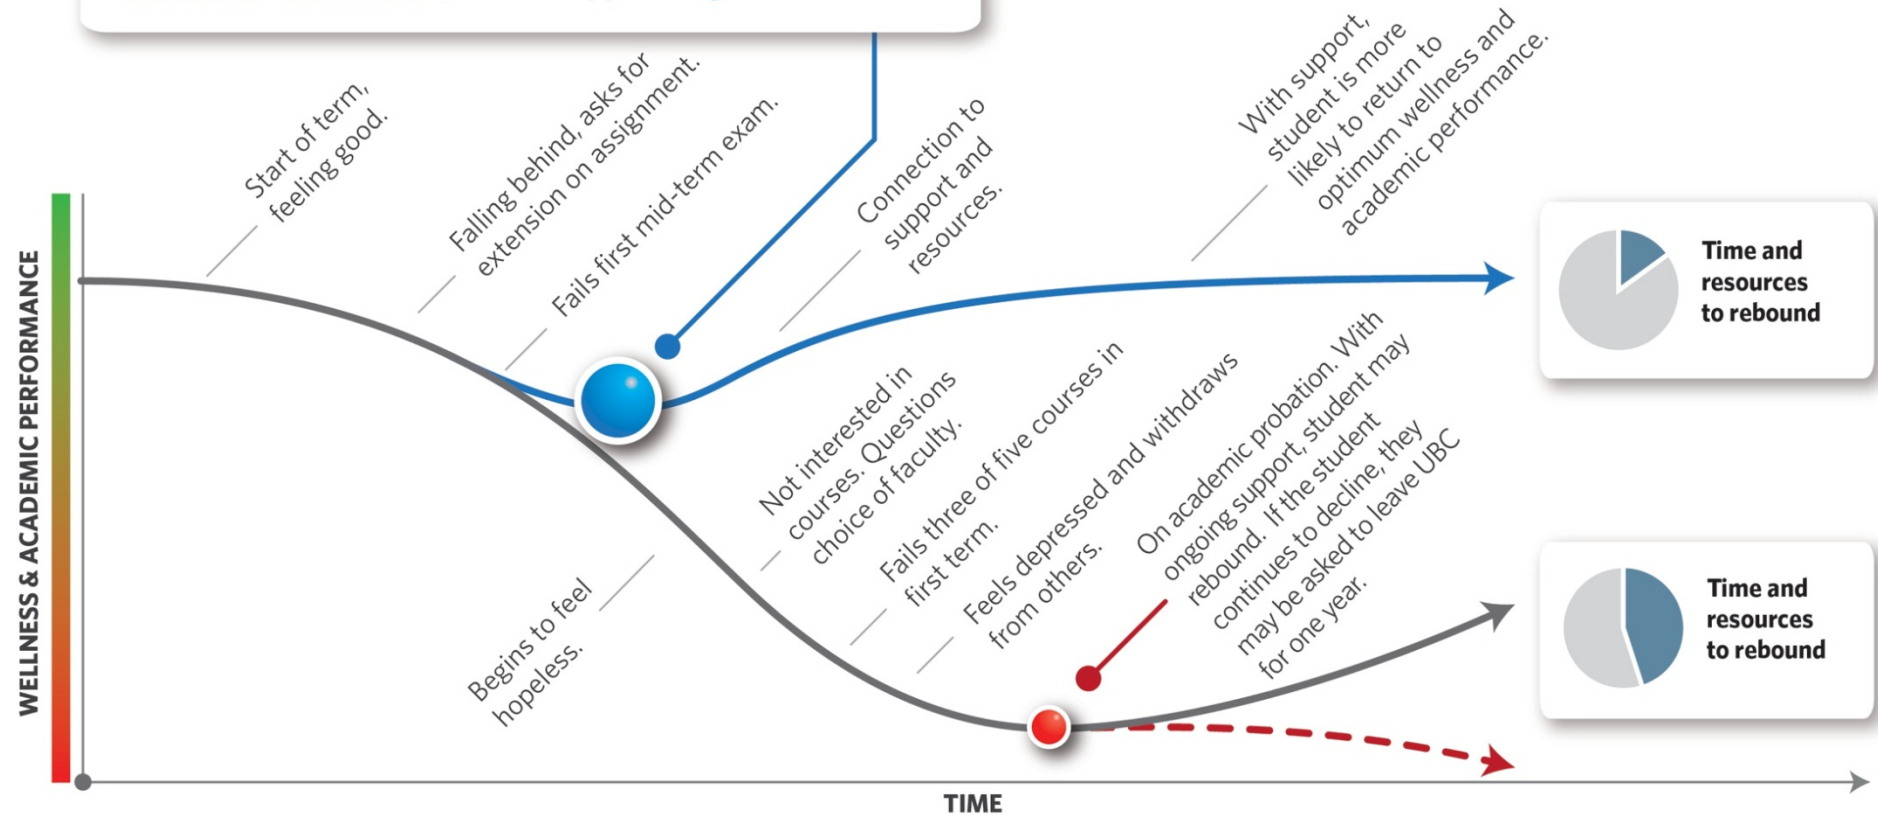 Start of term,
feeling good.
Falling behind, asks for
extension on assignment.
Fails first mid-term exam.
Connection to
support and
resources.
With support,
student is more
likely to return to
optimum wellness and
academic performance.
Time and
resources
to rebound
WELLNESS & ACADEMIC PERFORMANCE
Begins to feel
hopeless.
Not interested in
courses. Questions
choice of faculty.
Fails three of five courses in
first term.
Feels depressed and withdraws
from others.
On academic probation. With
ongoing support, student may
rebound. If the student
continues to decline, they
may be asked to leave UBC
for one year.
Time and
resources
to rebound
TIME